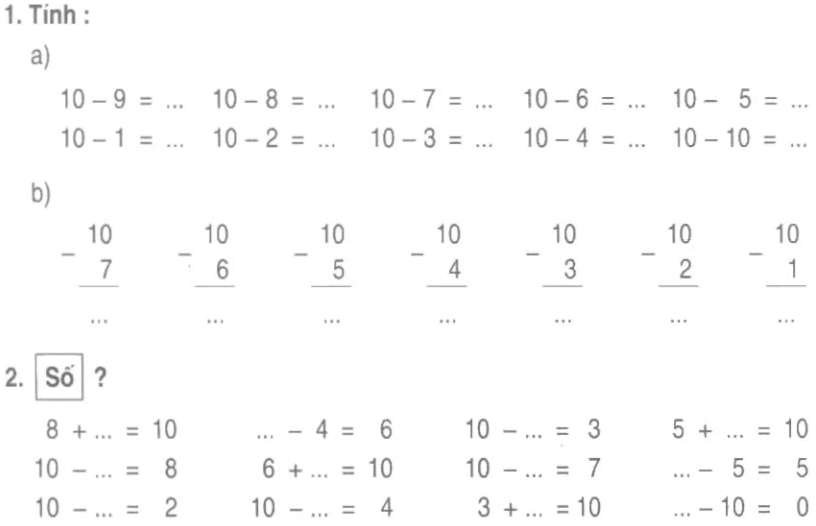 1. Tính :
a)
10 – 9 = ... 10 – 8 = ... 10 – 7 = ... 10 – 6 = ... 10 – 5 = ...
10 – 1 = ... 10 – 2 = ... 10 – 3 = ... 10 – 4 = ... 10 – 10 = ...
b)
10 10 10 10 10 10 10
– 7 – 6 – 5 – 4 – 3 – 2 – 1
... ... ... ... ... ... ...
2. Số ?
8 + ... = 10 ... – 4 = 6 10 – ... = 3 5 + ... = 10
10 – ... = 8 6 + ... = 10 10 – ... = 7 ... – 5 = 5
10 – ... = 2 10 – ... = 4 3 + ... = 10 ... – 10 = 0